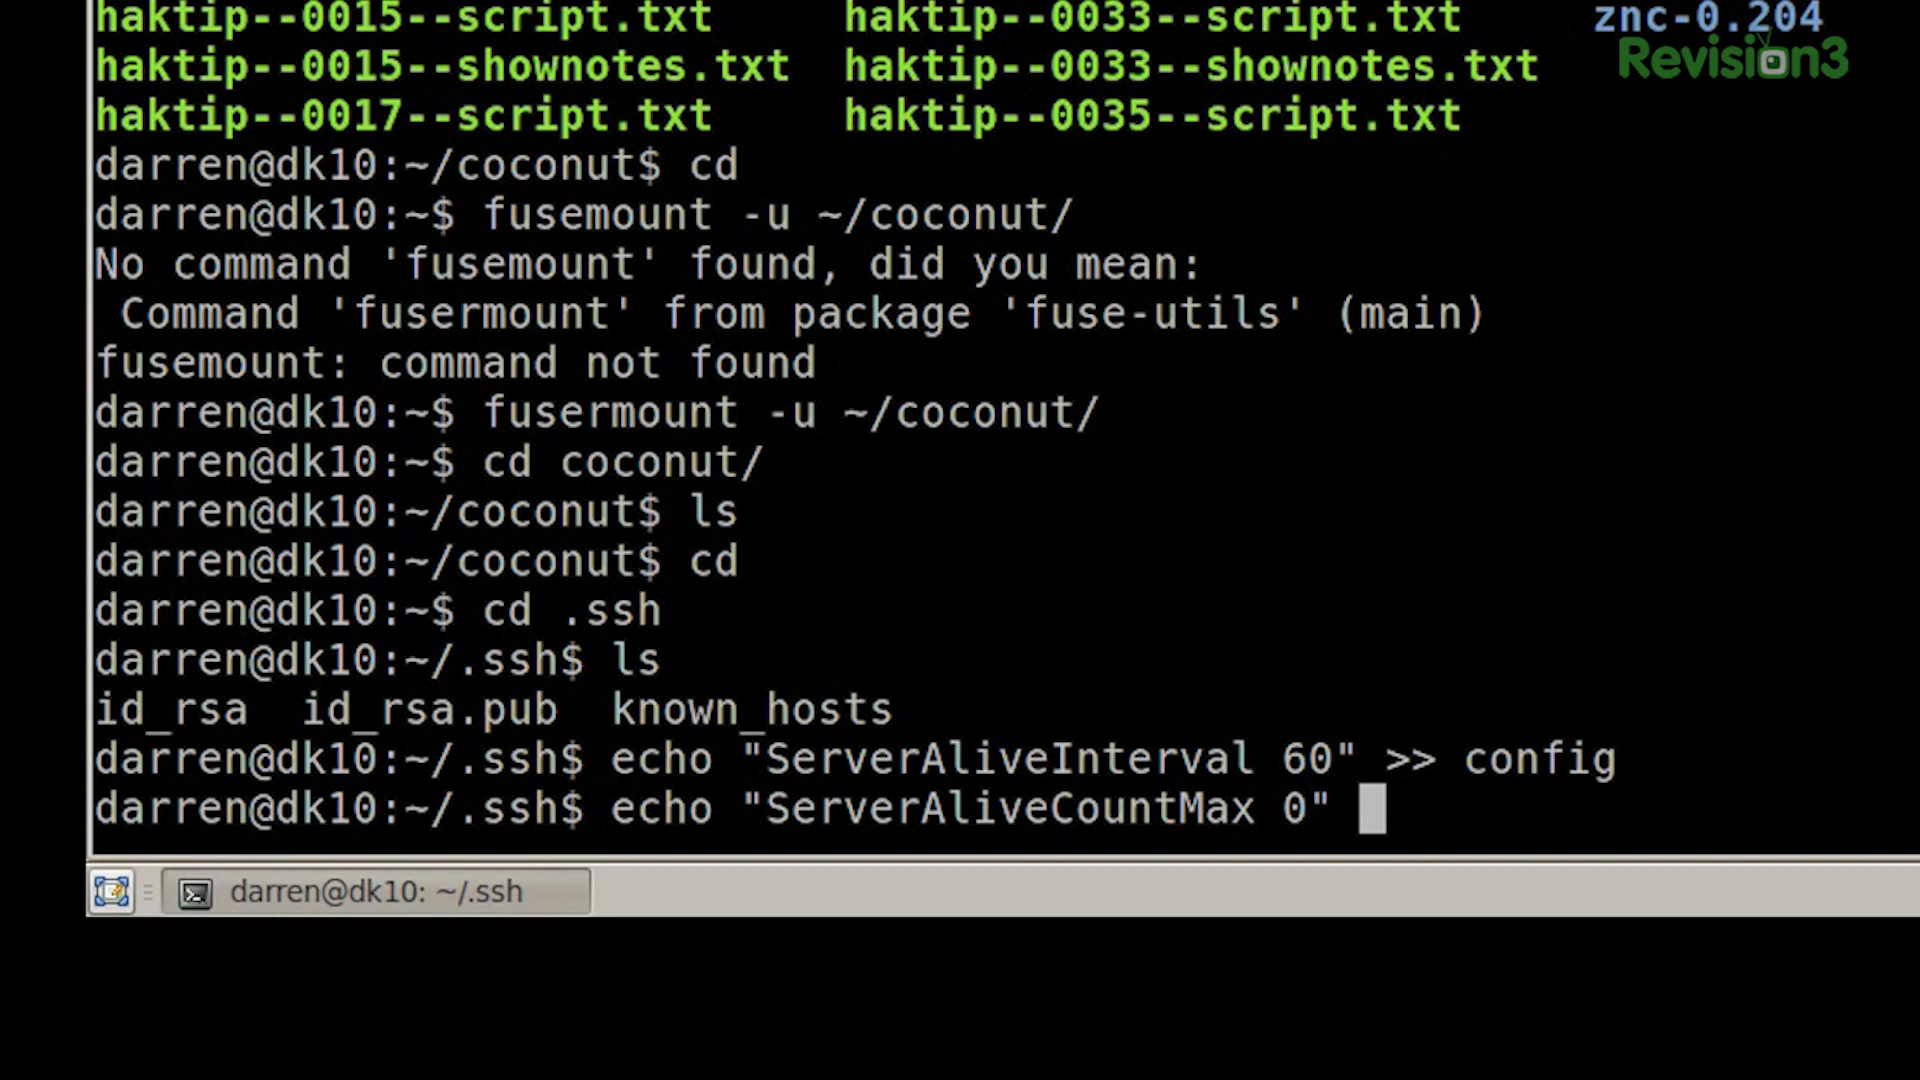 haktip--0015--script.txt haktip--0033--script.txt znc-0.204
Revision3
haktip--0015--shownotes.txt haktip--0033--shownotes.txt
haktip--0017--script.txt haktip--0035--script.txt
darren@dk10:~/coconut$ cd
darren@dk10:~$ fusemount -u ~/coconut/
No command 'fusemount' found, did you mean:
 Command 'fusermount' from package 'fuse-utils' (main)
fusemount: command not found
darren@dk10:~$ fusermount -u ~/coconut/
darren@dk10:~$ cd coconut/
darren@dk10:~/coconut$ ls
darren@dk10:~/coconut$ cd
darren@dk10:~$ cd .ssh
darren@dk10:~/.ssh$ ls
id_rsa id_rsa.pub known_hosts
darren@dk10:~/.ssh$ echo "ServerAliveInterval 60" >> config
darren@dk10:~/.ssh$ echo "ServerAliveCountMax 0"
darren@dk10: ~/.ssh